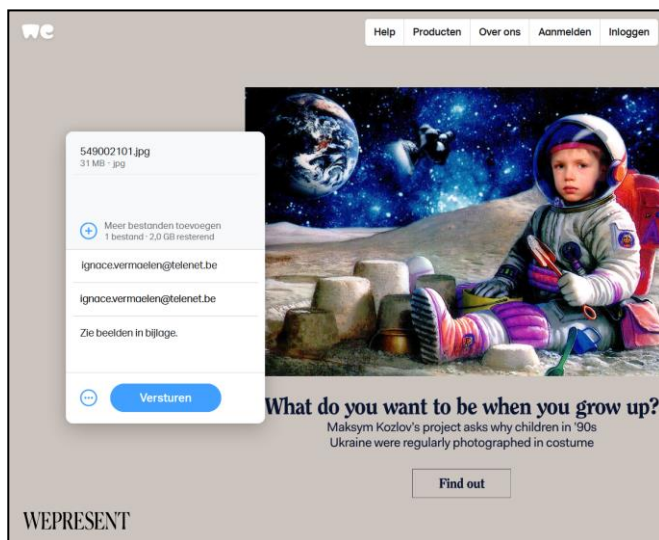 we
Help Producten Over ons Aanmelden Inloggen
549002101.jpg
31 MB · jpg
Meer bestanden toevoegen
1 bestand · 2,0 GB resterend
ignace.vermaelen@telenet.be
ignace.vermaelen@telenet.be
Zie beelden in bijlage.
Versturen
What do you want to be when you grow up?
Maksym Kozlov's project asks why children in '90s
Ukraine were regularly photographed in costume
Find out
WEPRESENT